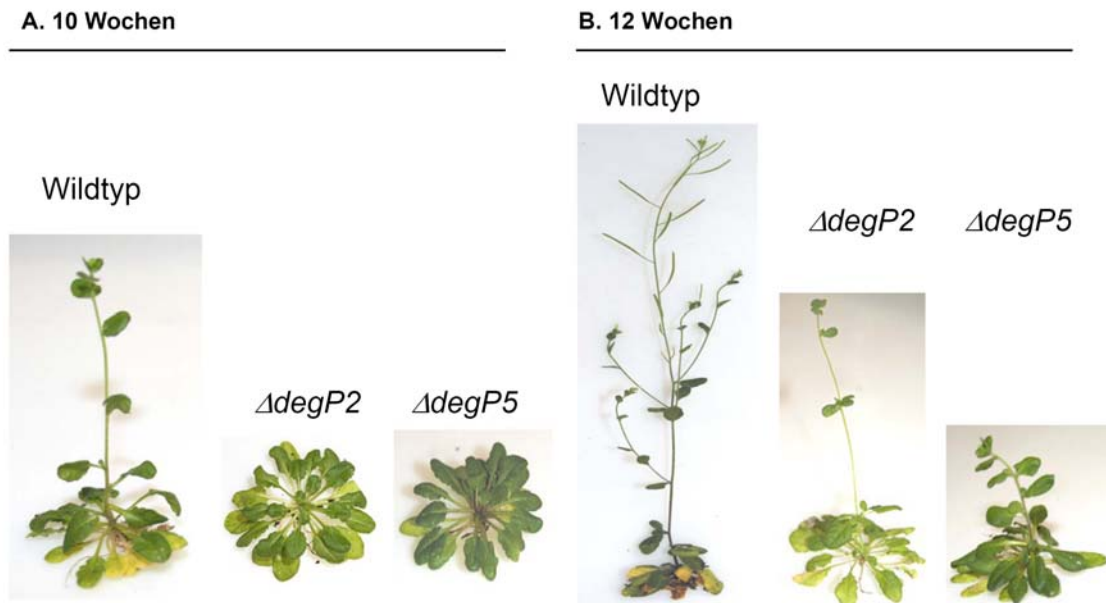 A. 10 Wochen
Wildtyp
ΔdegP2
ΔdegP5
B. 12 Wochen
Wildtyp
ΔdegP2
ΔdegP5